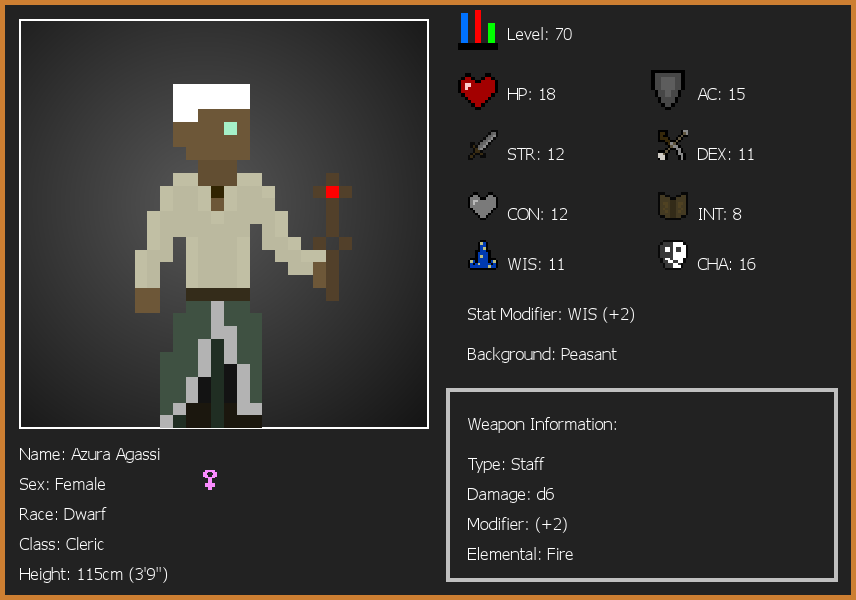 Level: 70
HP: 18
AC: 15
STR: 12
DEX: 11
CON: 12
INT: 8
WIS: 11
CHA: 16
Stat Modifier: WIS (+2)
Background: Peasant
Weapon Information:
Type: Staff
Damage: d6
Modifier: (+2)
Elemental: Fire
Name: Azura Agassi
Sex: Female
Race: Dwarf
Class: Cleric
Height: 115cm (3'9")